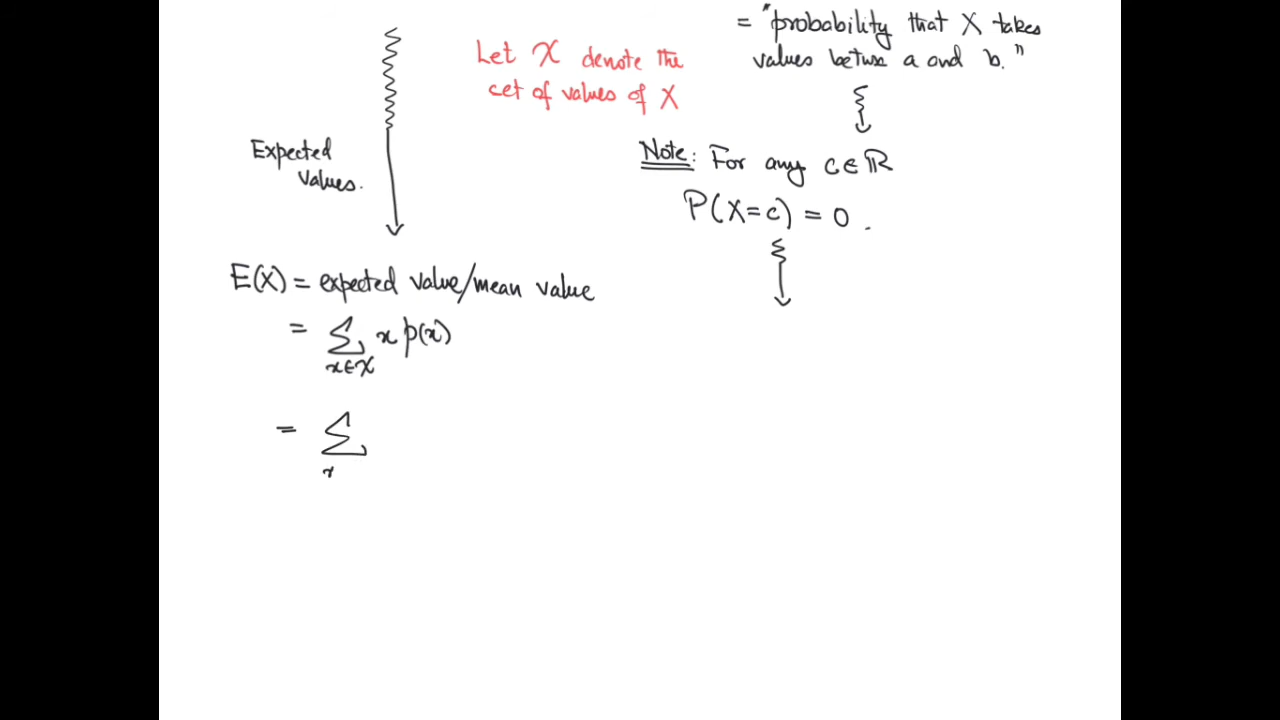 = "probability that X takes
values betwe a and b."
Let 𝒳 denote the
set of values of X
Expected
Values.
Note: For any c∈ℝ
P(X=c) = 0.
E(X) = expected value/mean value
= ∑ x p(x)
x∈𝒳
= ∑
x